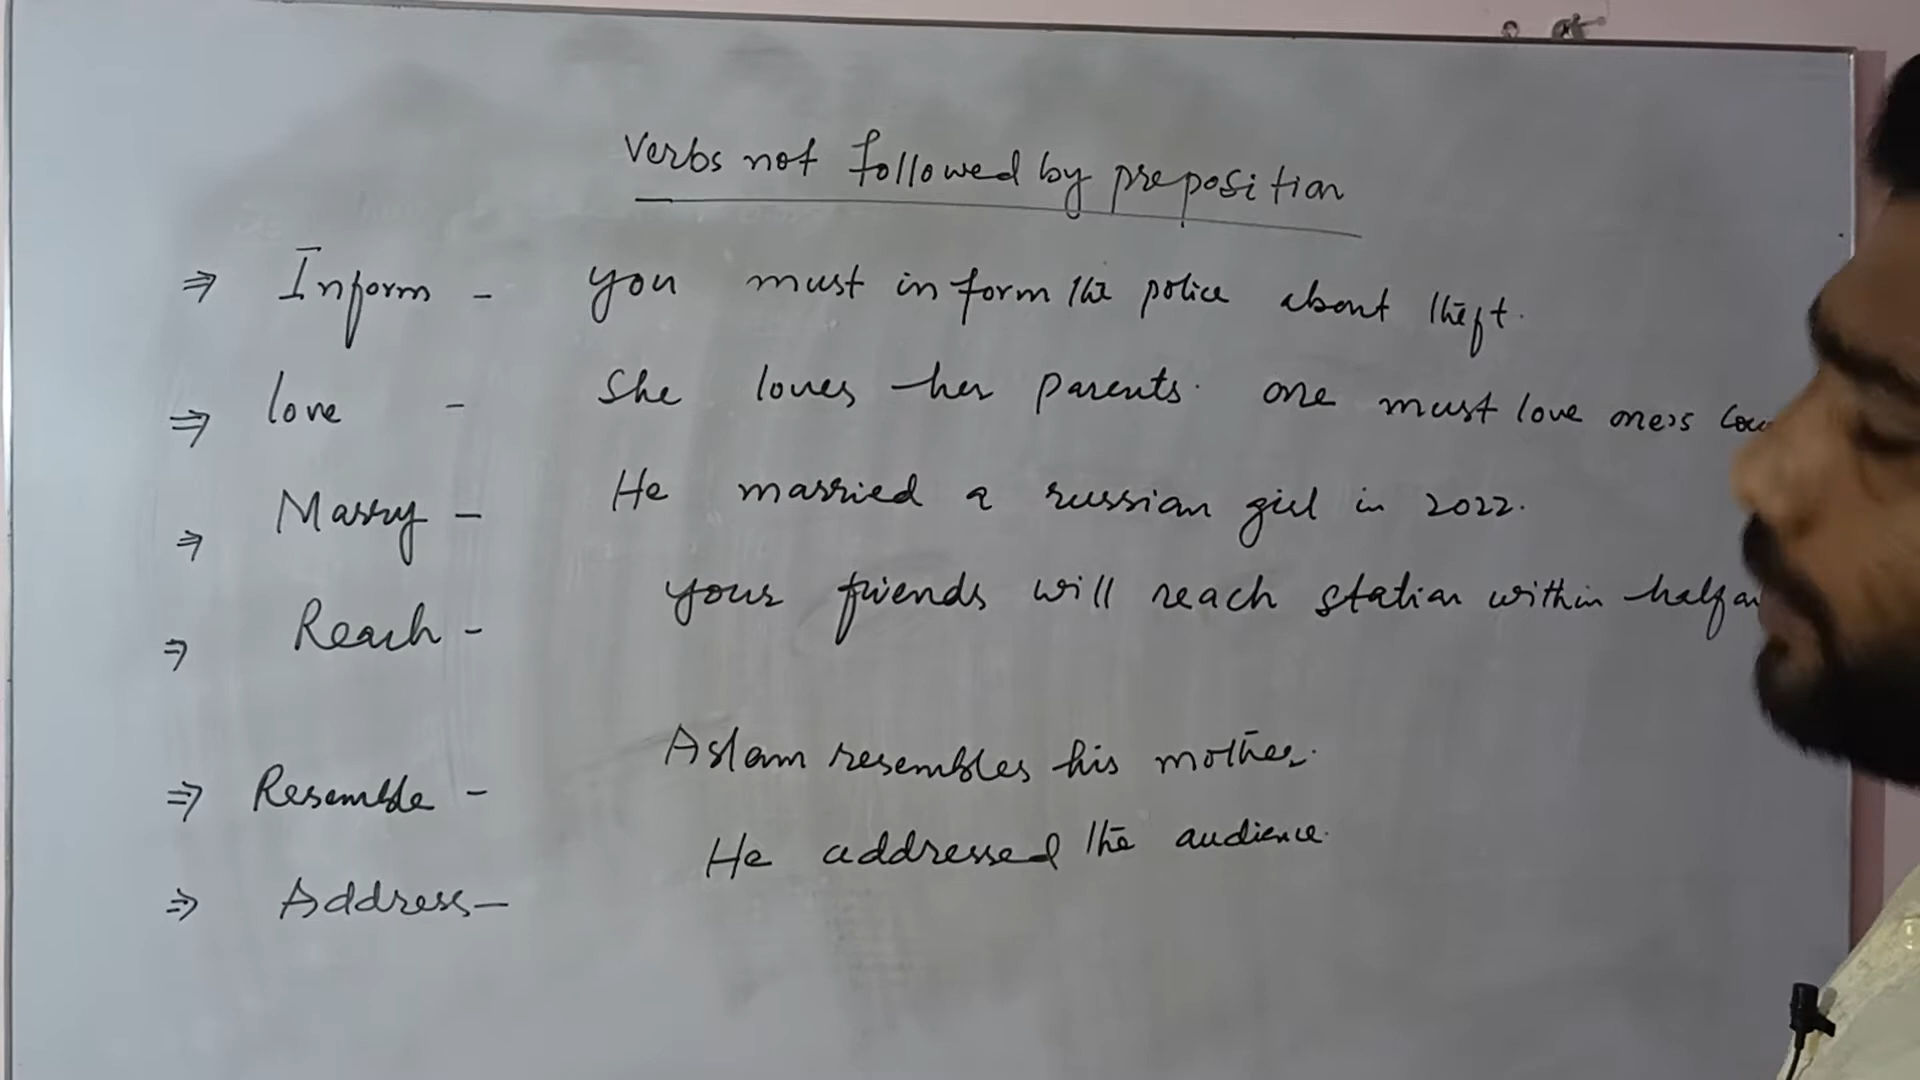 Verbs not followed by preposition
⇒ Inform - you must inform the police about theft.
⇒ love - She loves her parents. one must love one's
⇒ Marry - He married a russian girl in 2022.
⇒ Reach - your friends will reach station within half an
⇒ Resemble - Aslam resembles his mother.
⇒ Address - He addressed the audience.